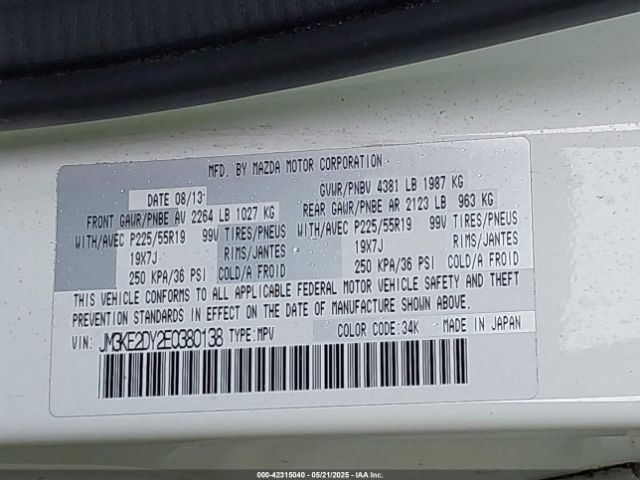 MFD. BY MAZDA MOTOR CORPORATION
DATE 08/13 GVWR/PNBV 4381 LB 1987 KG
FRONT GAWR/PNBE AV 2264 LB 1027 KG REAR GAWR/PNBE AR 2123 LB 963 KG
WITH/AVEC P225/55R19 99V TIRES/PNEUS WITH/AVEC P225/55R19 99V TIRES/PNEUS
19X7J RIMS/JANTES 19X7J RIMS/JANTES
250 KPA/36 PSI COLD/A FROID 250 KPA/36 PSI COLD/A FROID
THIS VEHICLE CONFORMS TO ALL APPLICABLE FEDERAL MOTOR VEHICLE SAFETY AND THEFT
PREVENTION STANDARDS IN EFFECT ON THE DATE OF MANUFACTURE SHOWN ABOVE.
VIN: JM3KE2DY2E0380138 TYPE: MPV COLOR CODE: 34K MADE IN JAPAN
000-42315040 - 05/21/2025 - IAA Inc.